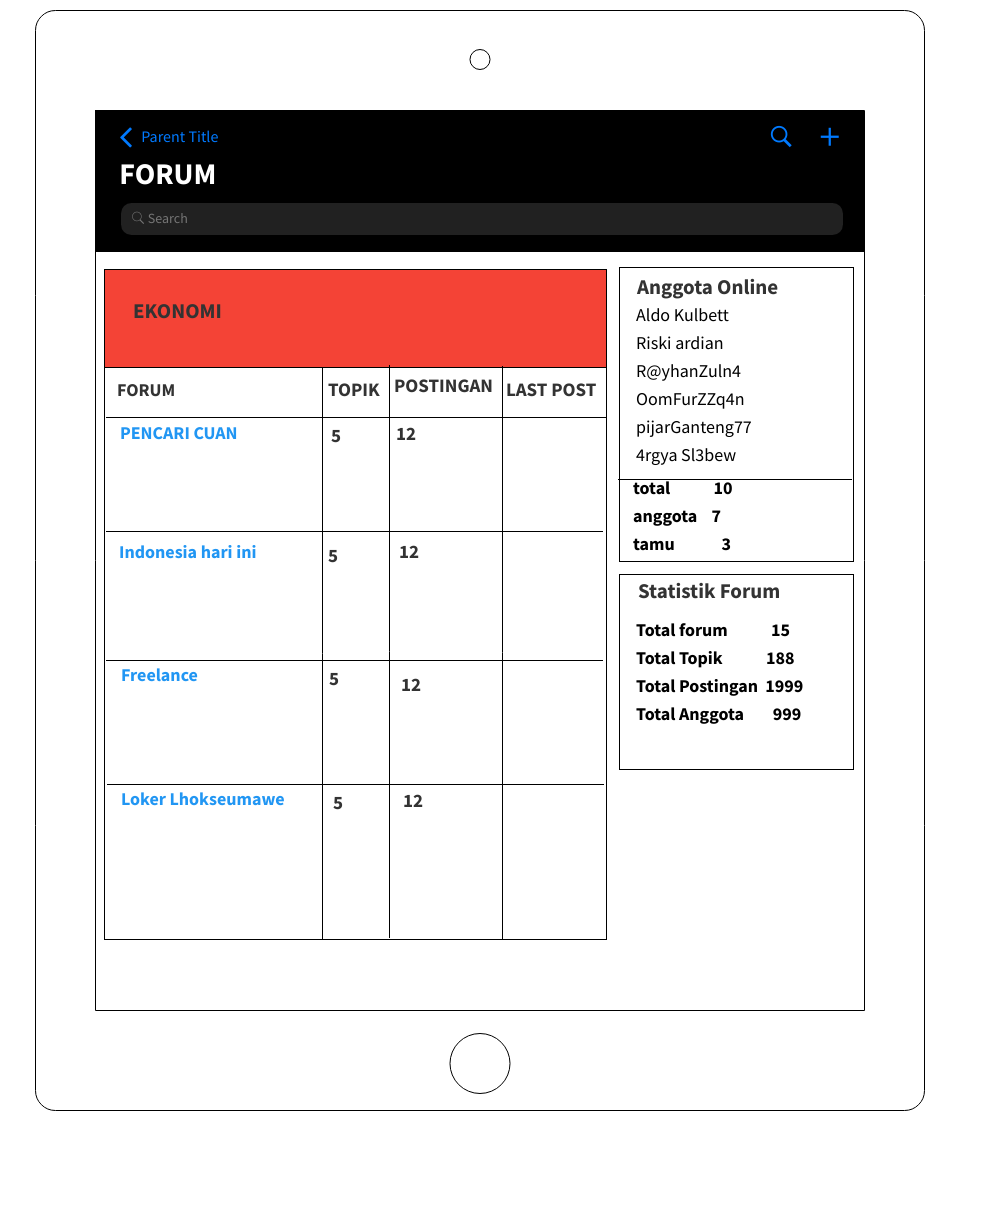 Parent Title
FORUM
Search
EKONOMI
FORUM TOPIK POSTINGAN LAST POST
PENCARI CUAN 5 12
Indonesia hari ini 5 12
Freelance 5 12
Loker Lhokseumawe 5 12
Anggota Online
Aldo Kulbett
Riski ardian
R@yhanZuln4
OomFurZZq4n
pijarGanteng77
4rgya Sl3bew
total 10
anggota 7
tamu 3
Statistik Forum
Total forum 15
Total Topik 188
Total Postingan 1999
Total Anggota 999